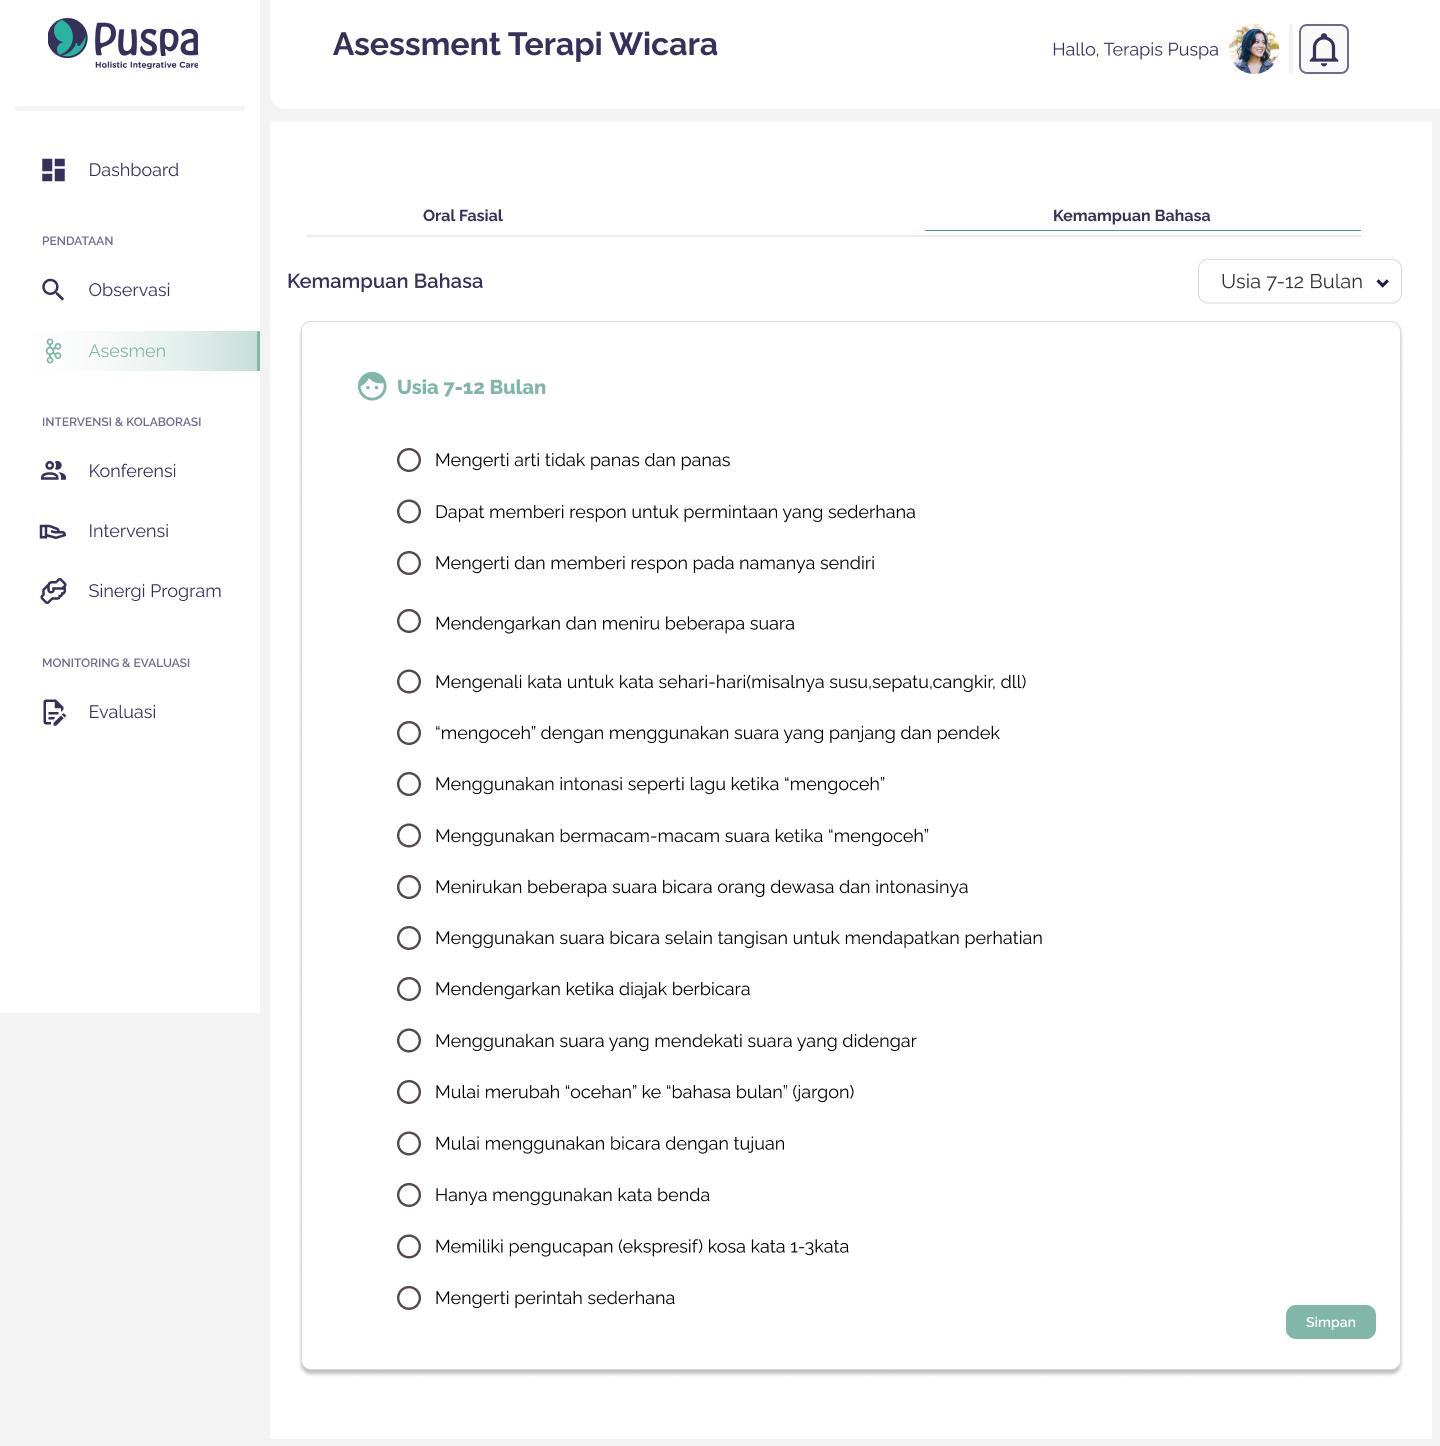 Puspa
Holistic Integrative Care
Asessment Terapi Wicara
Hallo, Terapis Puspa
Dashboard
PENDATAAN
Observasi
Asesmen
INTERVENSI & KOLABORASI
Konferensi
Intervensi
Sinergi Program
MONITORING & EVALUASI
Evaluasi
Oral Fasial
Kemampuan Bahasa
Kemampuan Bahasa
Usia 7-12 Bulan
Usia 7-12 Bulan
Mengerti arti tidak panas dan panas
Dapat memberi respon untuk permintaan yang sederhana
Mengerti dan memberi respon pada namanya sendiri
Mendengarkan dan meniru beberapa suara
Mengenali kata untuk kata sehari-hari(misalnya susu,sepatu,cangkir, dll)
“mengoceh” dengan menggunakan suara yang panjang dan pendek
Menggunakan intonasi seperti lagu ketika “mengoceh”
Menggunakan bermacam-macam suara ketika “mengoceh”
Menirukan beberapa suara bicara orang dewasa dan intonasinya
Menggunakan suara bicara selain tangisan untuk mendapatkan perhatian
Mendengarkan ketika diajak berbicara
Menggunakan suara yang mendekati suara yang didengar
Mulai merubah “ocehan” ke “bahasa bulan” (jargon)
Mulai menggunakan bicara dengan tujuan
Hanya menggunakan kata benda
Memiliki pengucapan (ekspresif) kosa kata 1-3kata
Mengerti perintah sederhana
Simpan